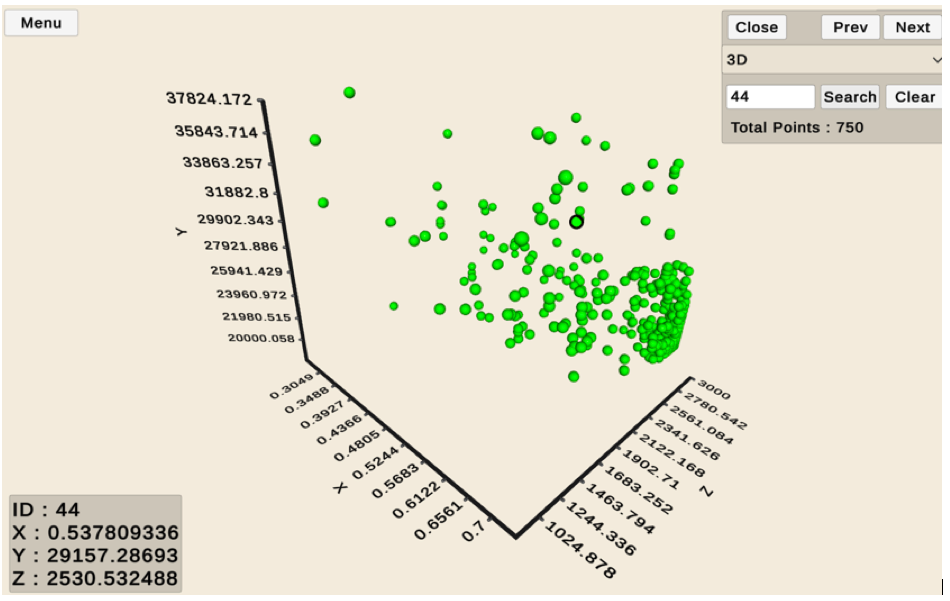 Menu
Close Prev Next
3D
44 Search Clear
Total Points : 750
37824.172
35843.714
33863.257
31882.8
29902.343
27921.886
25941.429
23960.972
21980.515
20000.058
Y
0.3049
0.3488
0.3927
0.4366
0.4805
0.5244
0.5683
0.6122
0.6561
0.7
X
3000
2780.542
2561.084
2341.626
2122.168
1902.71
1683.252
1463.794
1244.336
1024.878
Z
ID : 44
X : 0.537809336
Y : 29157.28693
Z : 2530.532488